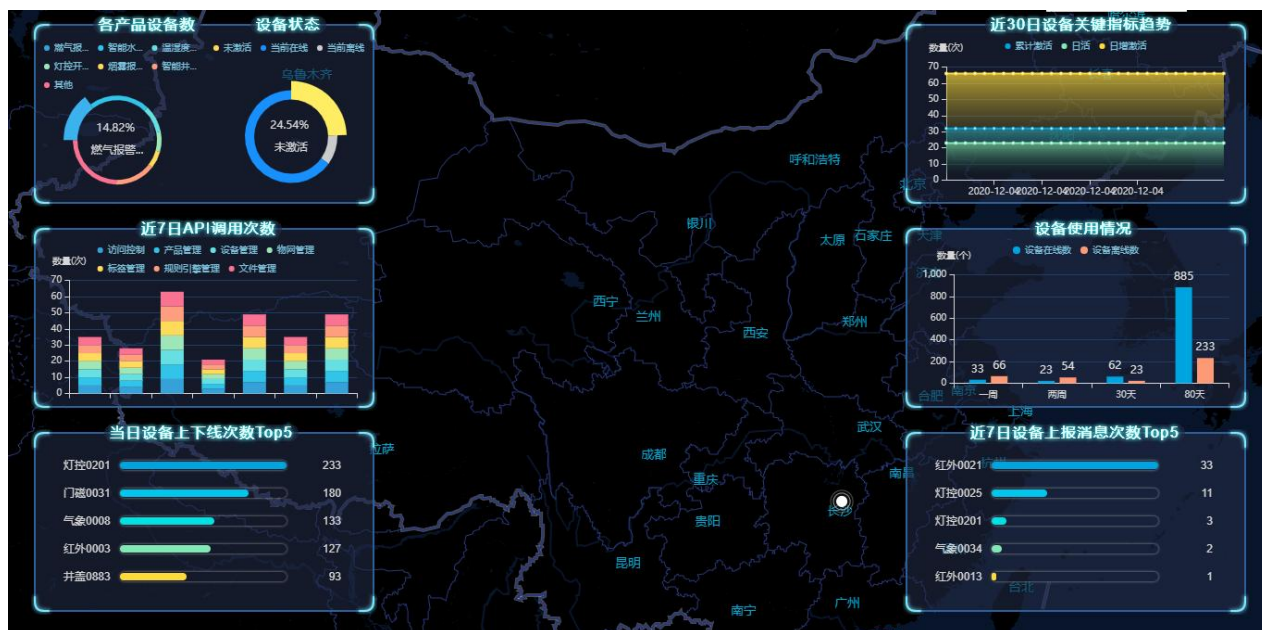 各产品设备数
设备状态
燃气报... 智能水... 温湿度... 未激活 当前在线 当前离线
灯控开... 烟雾报... 智能井...
其他
乌鲁木齐
14.82%
燃气报警...
24.54%
未激活
近7日API调用次数
访问控制 产品管理 设备管理 物网管理
标签管理 规则引擎管理 文件管理
数量(次)
70
60
50
40
30
20
10
0
当日设备上下线次数Top5
灯控0201 233
门磁0031 180
气象0008 133
红外0003 127
井盖0883 93
呼和浩特
北京
银川
太原
石家庄
天津
西宁
兰州
西安
郑州
合肥
南京
上海
拉萨
成都
武汉
重庆
南昌
杭州
贵阳
长沙
昆明
台北
南宁
广州
近30日设备关键指标趋势
累计激活 日活 日增激活
数量(次)
70
60
50
40
30
20
10
0
2020-12-04 2020-12-04 2020-12-04 2020-12-04
设备使用情况
设备在线数 设备离线数
数量(个)
1,000
800
600
400
200
0
33 66 23 54 62 23 885 233
一周 两周 30天 80天
近7日设备上报消息次数Top5
红外0021 33
灯控0025 11
灯控0201 3
气象0034 2
红外0013 1